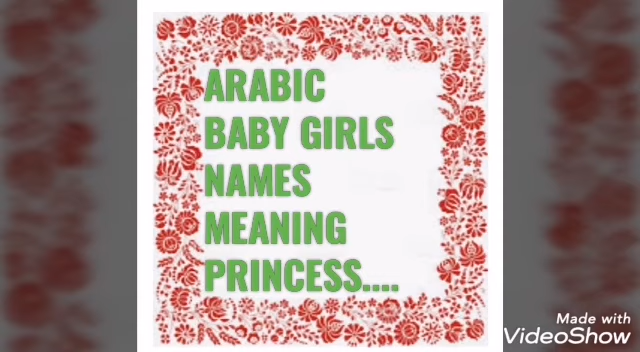 ARABIC
BABY GIRLS
NAMES
MEANING
PRINCESS....
Made with
VideoShow